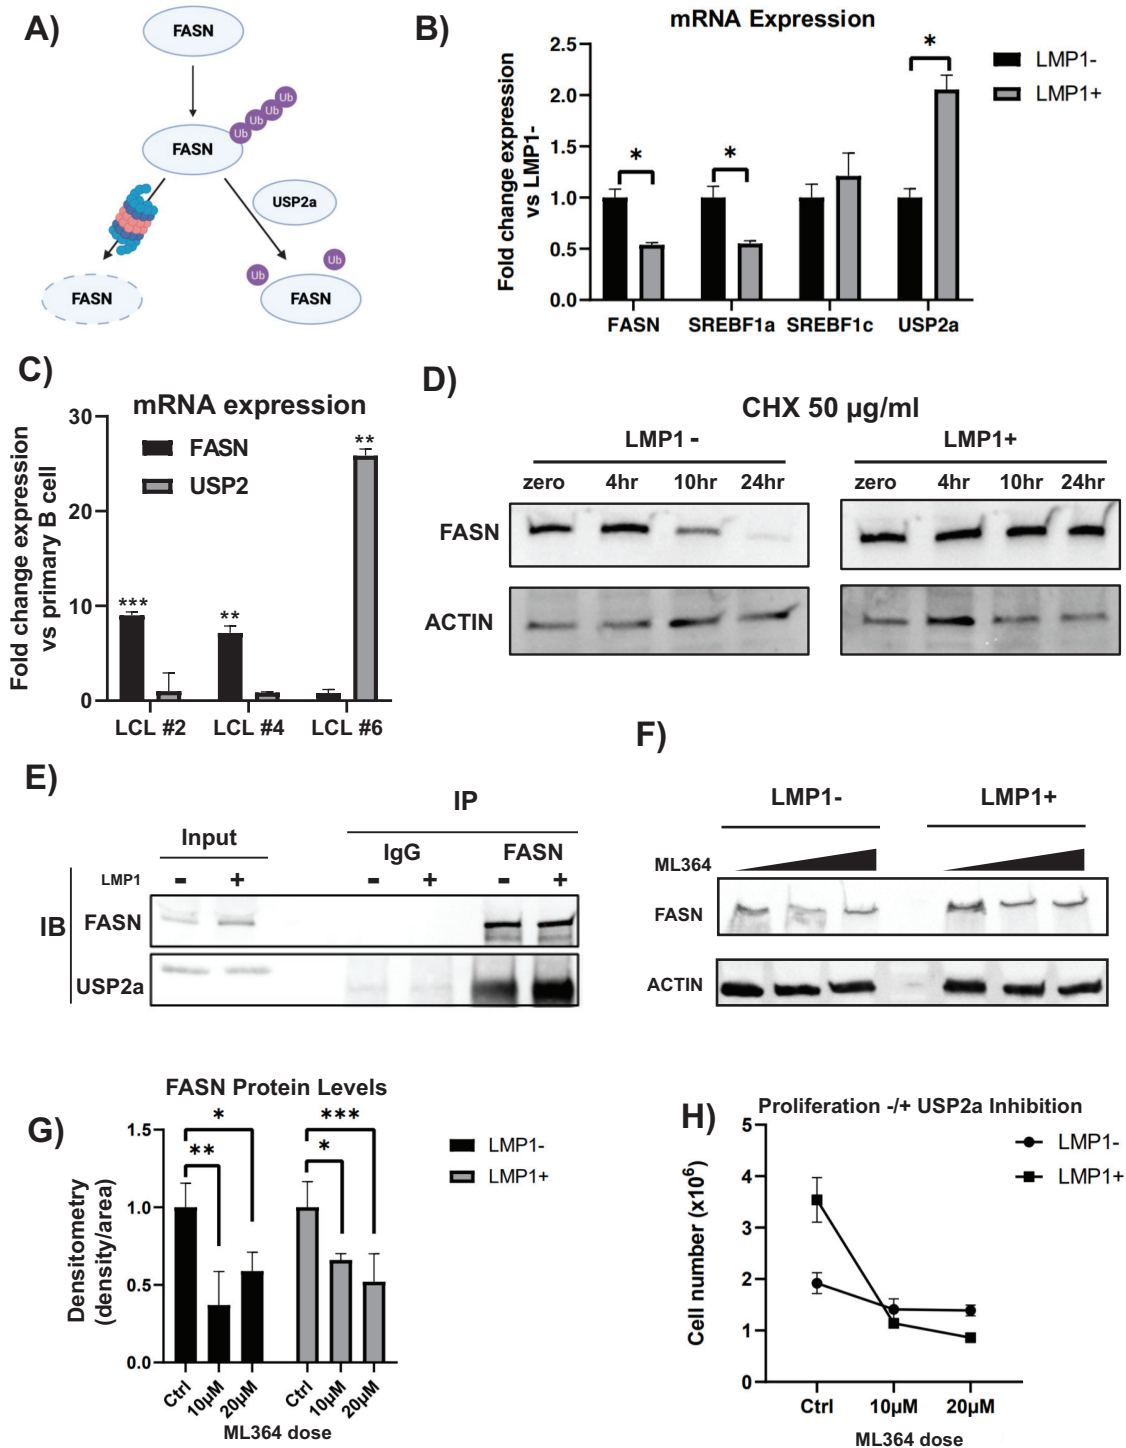 A)
FASN
Ub
Ub
Ub
Ub
FASN
USP2a
Ub
Ub
FASN
FASN
B)
mRNA Expression
Fold change expression
vs LMP1-
2.5
2.0
1.5
1.0
0.5
0.0
*
*
*
LMP1-
LMP1+
FASN SREBF1a SREBF1c USP2a
C)
mRNA expression
Fold change expression
vs primary B cell
30
20
10
0
FASN
USP2
***
**
**
LCL #2 LCL #4 LCL #6
D)
CHX 50 µg/ml
LMP1 - LMP1+
zero 4hr 10hr 24hr zero 4hr 10hr 24hr
FASN
ACTIN
E)
IP
Input IgG FASN
LMP1 - + - + - +
IB
FASN
USP2a
F)
LMP1- LMP1+
ML364
FASN
ACTIN
G)
FASN Protein Levels
Densitometry
(density/area)
1.5
1.0
0.5
0.0
* ***
** *
LMP1-
LMP1+
Ctrl 10µM 20µM Ctrl 10µM 20µM
ML364 dose
H)
Proliferation -/+ USP2a Inhibition
Cell number (x10⁶)
5
4
3
2
1
0
LMP1-
LMP1+
Ctrl 10µM 20µM
ML364 dose